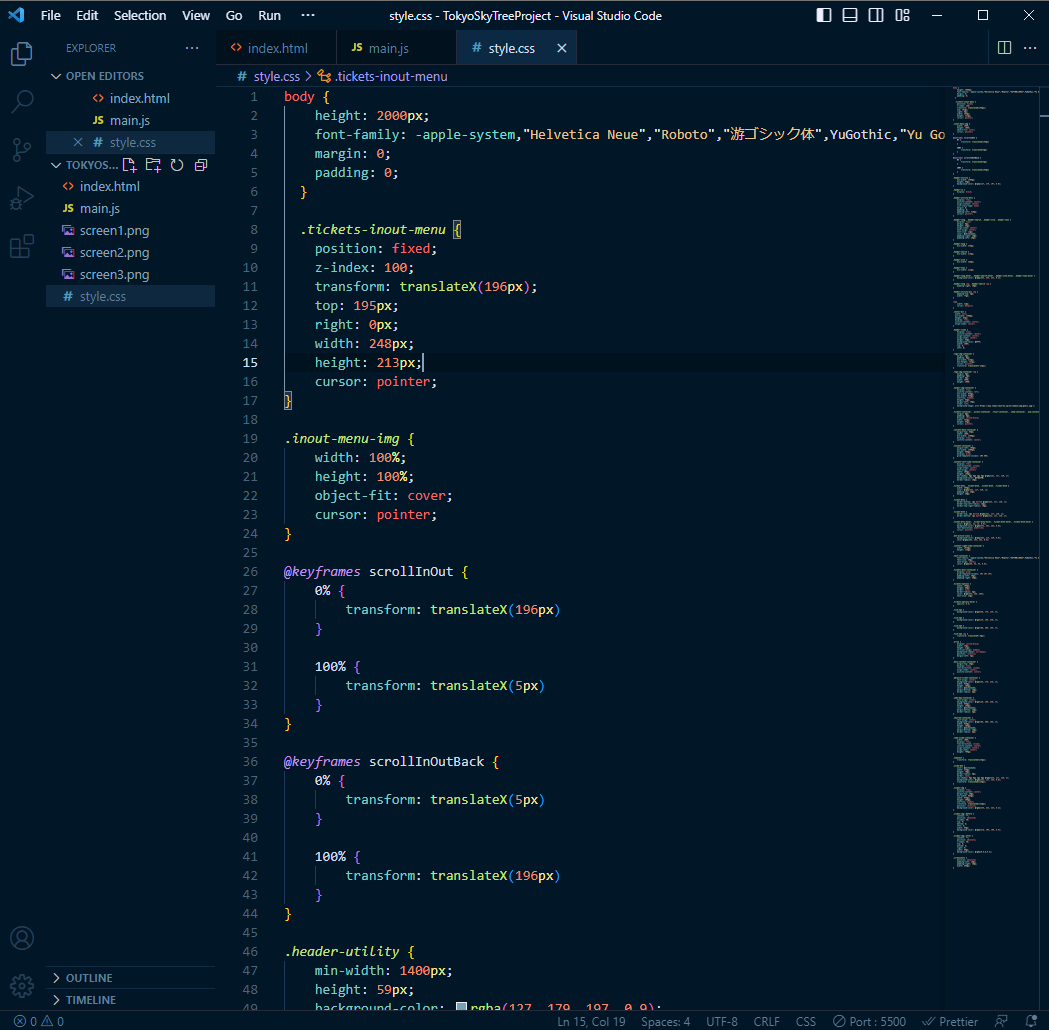 File Edit Selection View Go Run ··· style.css - TokyoSkyTreeProject - Visual Studio Code
EXPLORER ···
OPEN EDITORS
<> index.html
JS main.js
# style.css
TOKYOS...
<> index.html
JS main.js
screen1.png
screen2.png
screen3.png
# style.css
OUTLINE
TIMELINE
<> index.html JS main.js # style.css
# style.css > .tickets-inout-menu
1 body {
2 height: 2000px;
3 font-family: -apple-system,"Helvetica Neue","Roboto","游ゴシック体",YuGothic,"Yu Go
4 margin: 0;
5 padding: 0;
6 }
7
8 .tickets-inout-menu {
9 position: fixed;
10 z-index: 100;
11 transform: translateX(196px);
12 top: 195px;
13 right: 0px;
14 width: 248px;
15 height: 213px;
16 cursor: pointer;
17 }
18
19 .inout-menu-img {
20 width: 100%;
21 height: 100%;
22 object-fit: cover;
23 cursor: pointer;
24 }
25
26 @keyframes scrollInOut {
27 0% {
28 transform: translateX(196px)
29 }
30
31 100% {
32 transform: translateX(5px)
33 }
34 }
35
36 @keyframes scrollInOutBack {
37 0% {
38 transform: translateX(5px)
39 }
40
41 100% {
42 transform: translateX(196px)
43 }
44 }
45
46 .header-utility {
47 min-width: 1400px;
48 height: 59px;
49 background-color: rgba(127, 179, 197, 0.9);
0 0 Ln 15, Col 19 Spaces: 4 UTF-8 CRLF CSS Port : 5500 Prettier